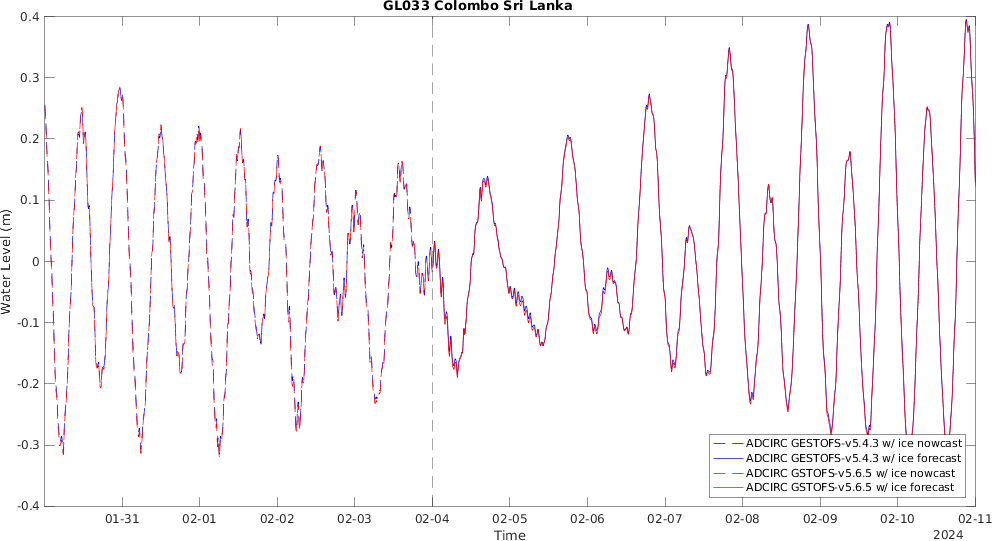 GL033 Colombo Sri Lanka
0.4
0.3
0.2
0.1
0
-0.1
-0.2
-0.3
-0.4
Water Level (m)
ADCIRC GESTOFS-v5.4.3 w/ ice nowcast
ADCIRC GESTOFS-v5.4.3 w/ ice forecast
ADCIRC GSTOFS-v5.6.5 w/ ice nowcast
ADCIRC GSTOFS-v5.6.5 w/ ice forecast
01-31 02-01 02-02 02-03 02-04 02-05 02-06 02-07 02-08 02-09 02-10 02-11
Time
2024